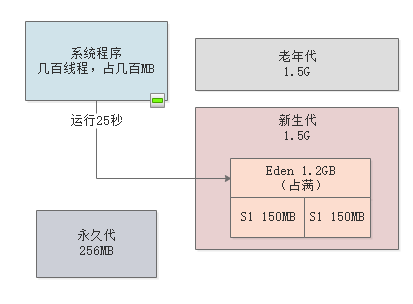 系统程序
几百线程，占几百MB
运行25秒
老年代
1.5G
新生代
1.5G
Eden 1.2GB
（占满）
S1 150MB
S1 150MB
永久代
256MB